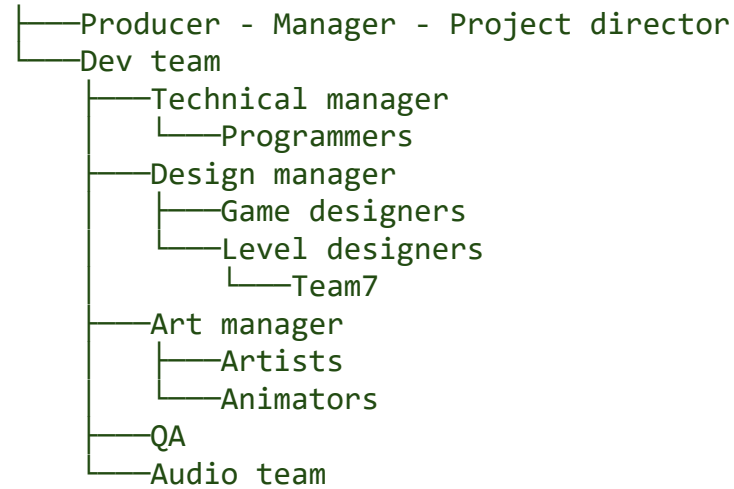 Producer - Manager - Project director
Dev team
Technical manager
Programmers
Design manager
Game designers
Level designers
Team7
Art manager
Artists
Animators
QA
Audio team